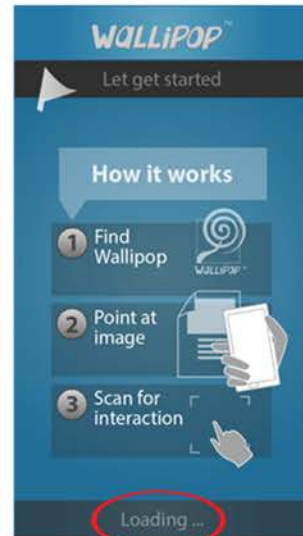 WALLIPOP™
Let get started
How it works
1 Find
Wallipop
WALLIPOP™
2 Point at
image
3 Scan for
interaction
Loading ...